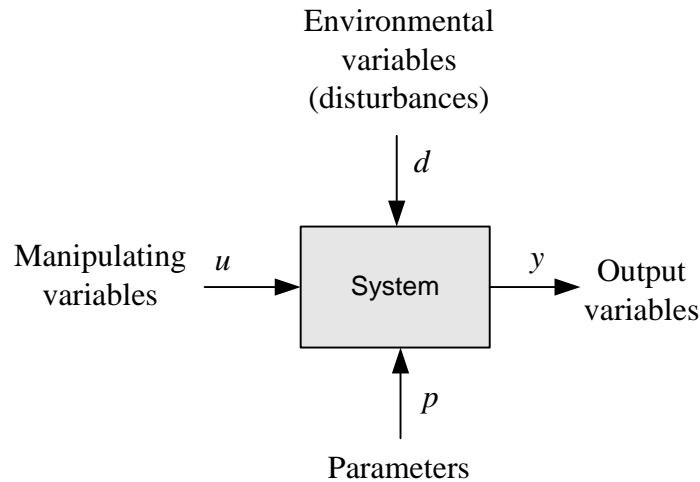 Environmental
variables
(disturbances)
d
Manipulating
variables
u
System
y
Output
variables
p
Parameters